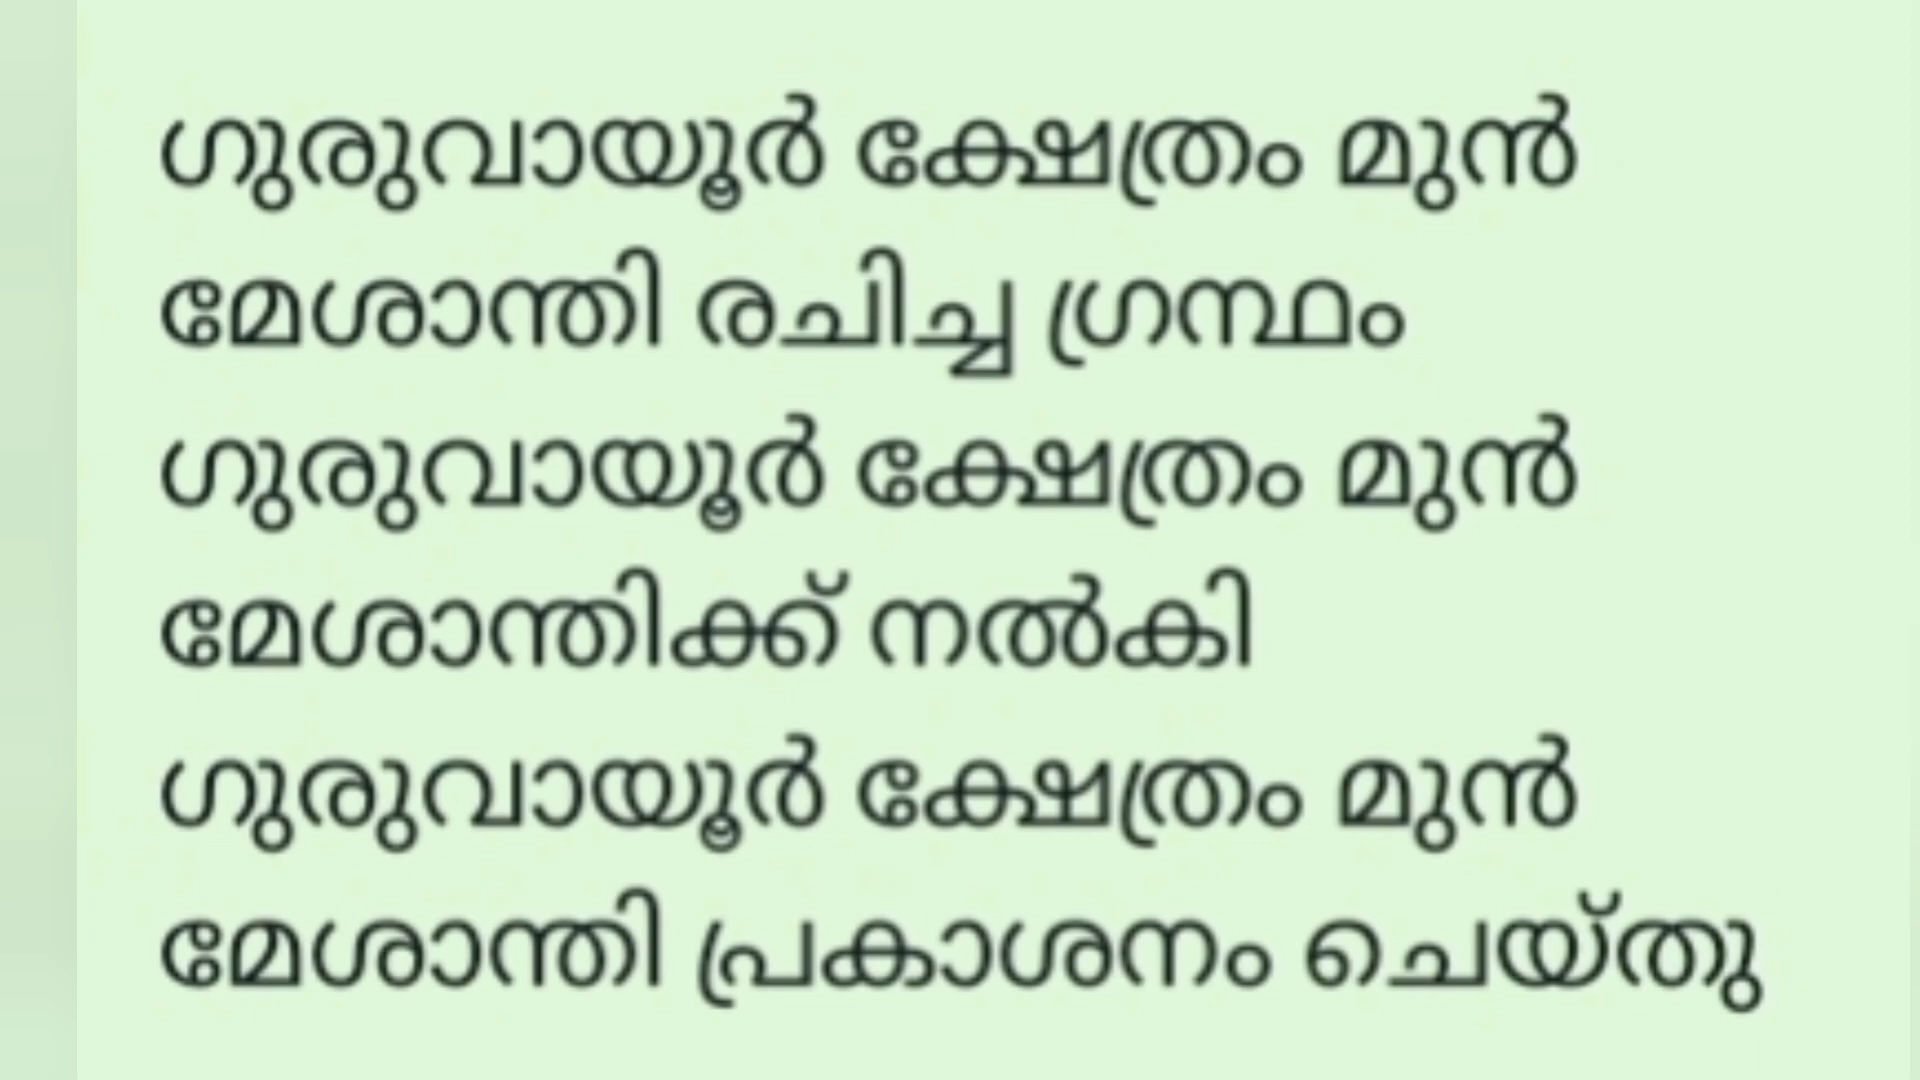 ഗുരുവായൂർ ക്ഷേത്രം മുൻ
മേശാന്തി രചിച്ച ഗ്രന്ഥം
ഗുരുവായൂർ ക്ഷേത്രം മുൻ
മേശാന്തിക്ക് നൽകി
ഗുരുവായൂർ ക്ഷേത്രം മുൻ
മേശാന്തി പ്രകാശനം ചെയ്തു